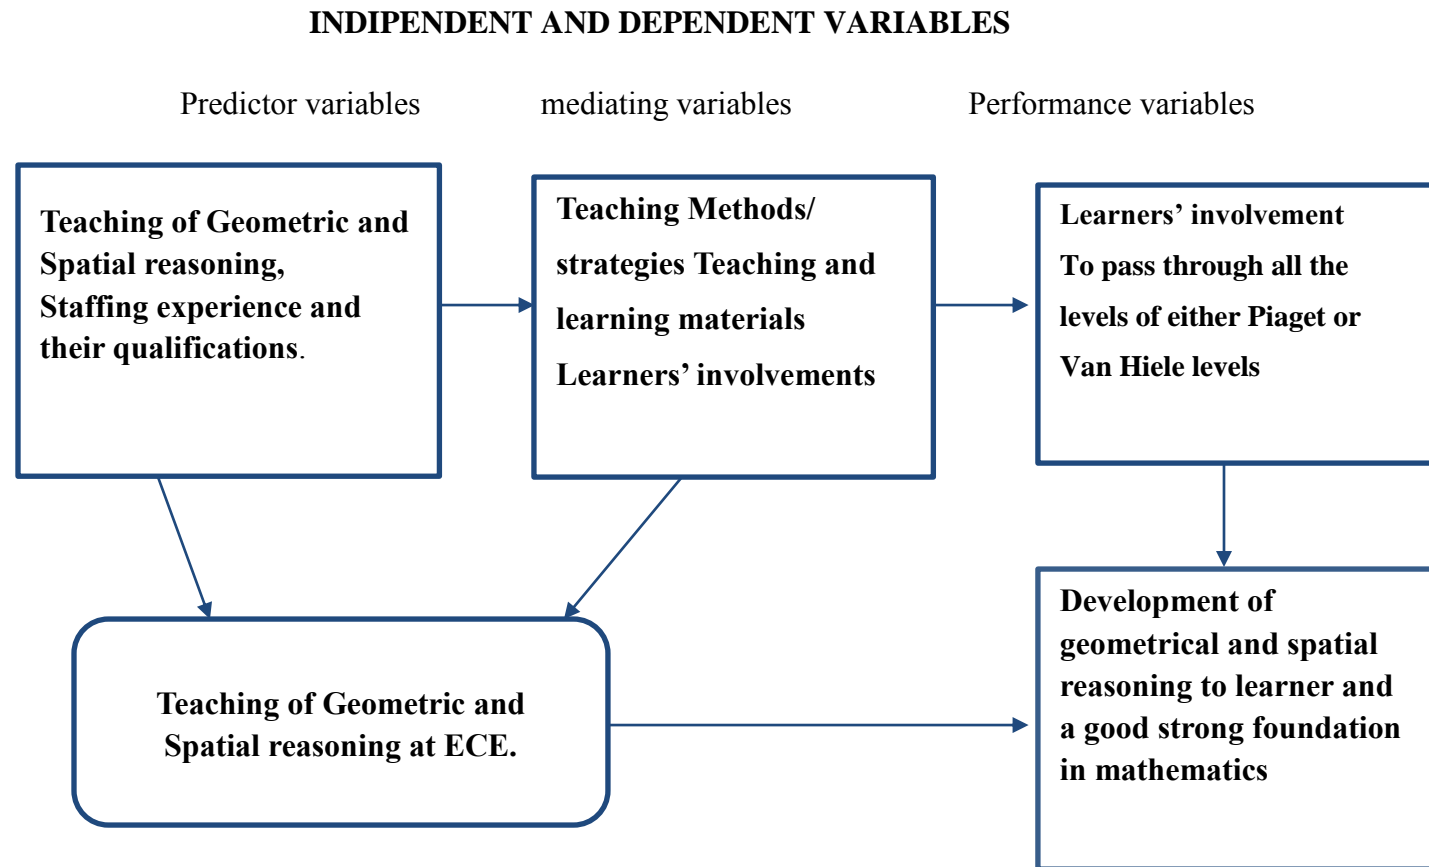 INDIPENDENT AND DEPENDENT VARIABLES
Predictor variables
mediating variables
Performance variables
Teaching of Geometric and
Spatial reasoning,
Staffing experience and
their qualifications.
Teaching Methods/
strategies Teaching and
learning materials
Learners’ involvements
Learners’ involvement
To pass through all the
levels of either Piaget or
Van Hiele levels
Teaching of Geometric and
Spatial reasoning at ECE.
Development of
geometrical and spatial
reasoning to learner and
a good strong foundation
in mathematics